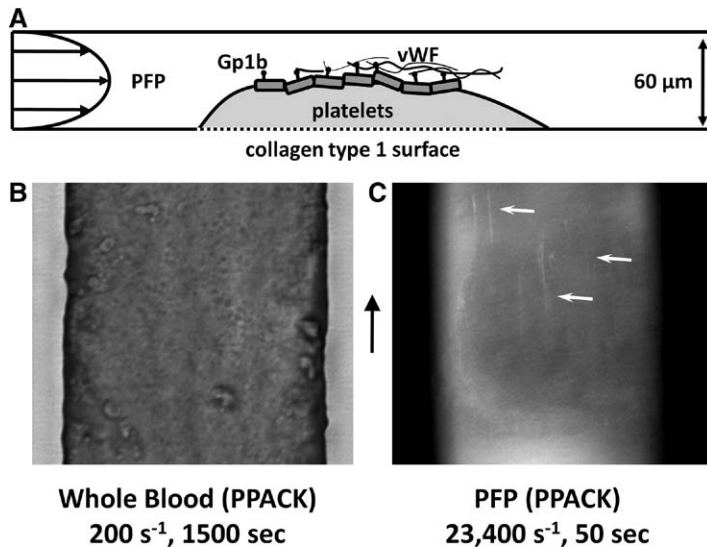 A
Gp1b
vWF
PFP
60 µm
platelets
collagen type 1 surface
B
C
Whole Blood (PPACK)
200 s⁻¹, 1500 sec
PFP (PPACK)
23,400 s⁻¹, 50 sec